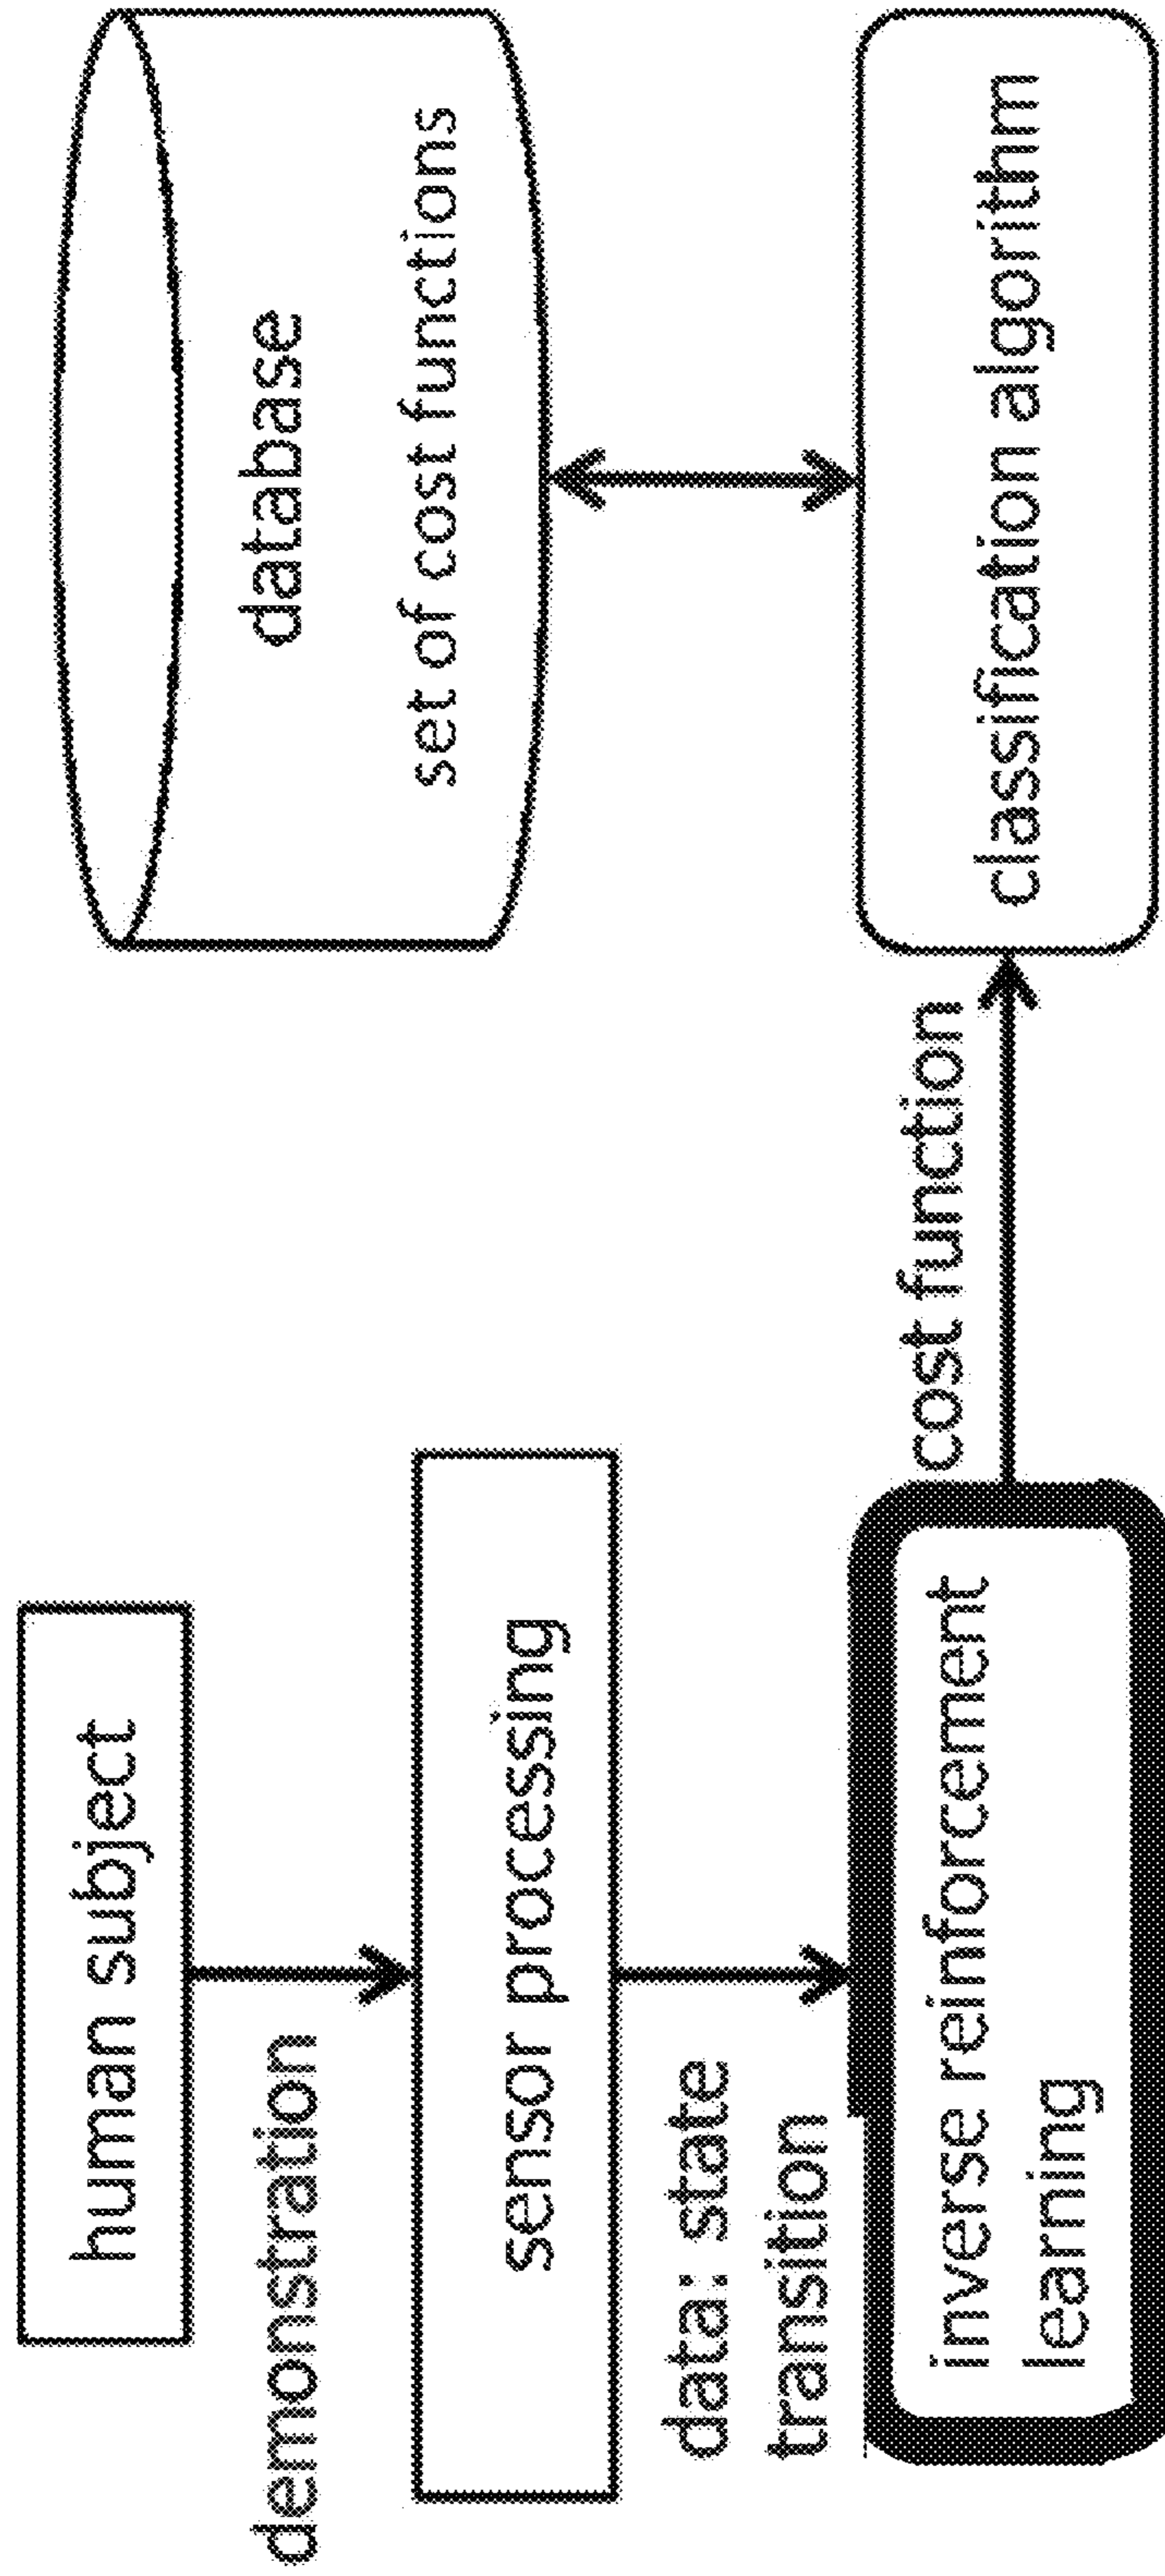 human subject
demonstration
sensor processing
data: state
transition
inverse reinforcement
learning
cost function
database
set of cost functions
classification algorithm